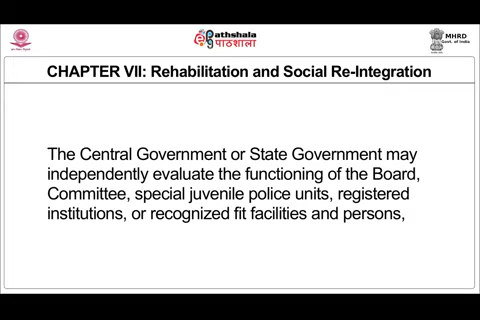 Pathshala
पाठशाला
MHRD
Govt. of India
CHAPTER VII: Rehabilitation and Social Re-Integration
The Central Government or State Government may
independently evaluate the functioning of the Board,
Committee, special juvenile police units, registered
institutions, or recognized fit facilities and persons,